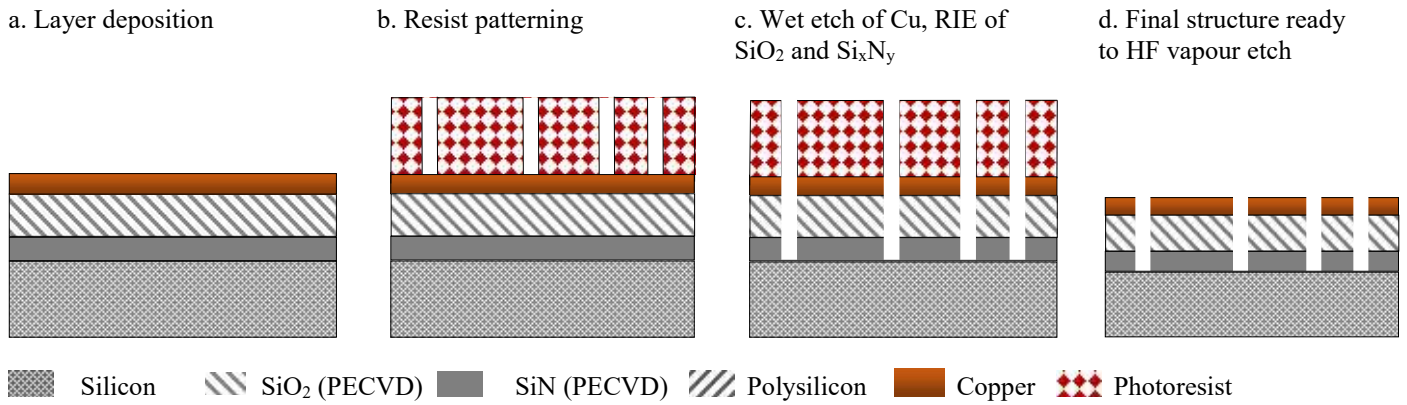 a. Layer deposition
b. Resist patterning
c. Wet etch of Cu, RIE of
SiO₂ and SiₓNᵧ
d. Final structure ready
to HF vapour etch
Silicon
SiO₂ (PECVD)
SiN (PECVD)
Polysilicon
Copper
Photoresist